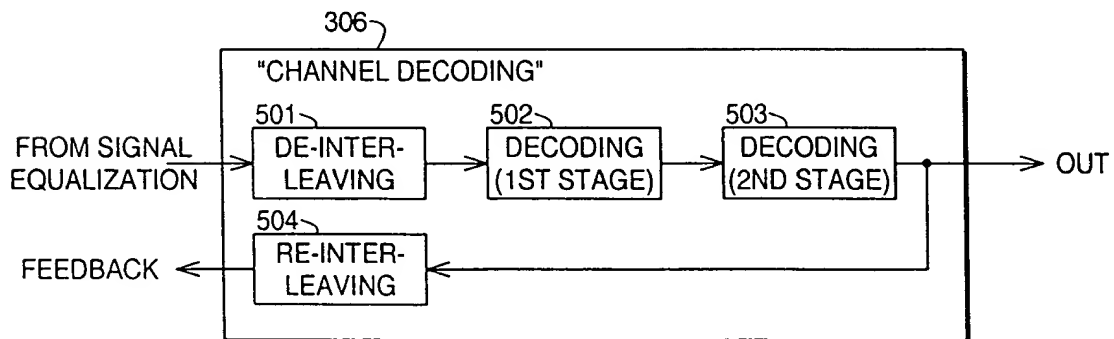 306
"CHANNEL DECODING"
501
502
503
FROM SIGNAL
EQUALIZATION
DE-INTER-
LEAVING
DECODING
(1ST STAGE)
DECODING
(2ND STAGE)
OUT
504
FEEDBACK
RE-INTER-
LEAVING